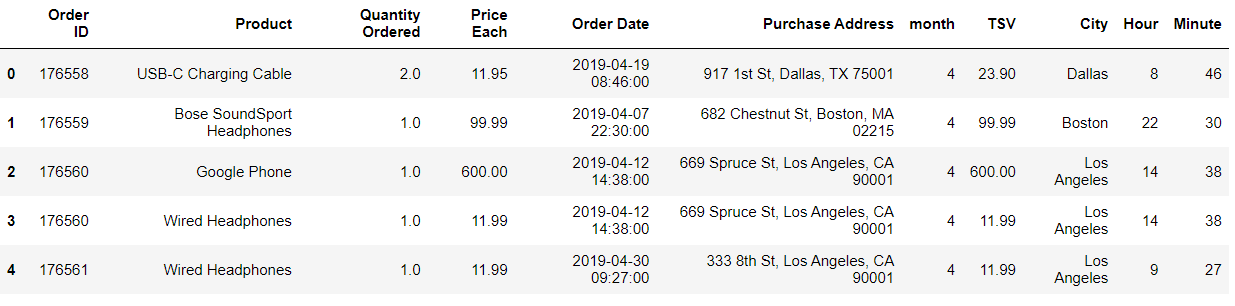 Order ID Product Quantity Ordered Price Each Order Date Purchase Address month TSV City Hour Minute
0 176558 USB-C Charging Cable 2.0 11.95 2019-04-19 08:46:00 917 1st St, Dallas, TX 75001 4 23.90 Dallas 8 46
1 176559 Bose SoundSport Headphones 1.0 99.99 2019-04-07 22:30:00 682 Chestnut St, Boston, MA 02215 4 99.99 Boston 22 30
2 176560 Google Phone 1.0 600.00 2019-04-12 14:38:00 669 Spruce St, Los Angeles, CA 90001 4 600.00 Los Angeles 14 38
3 176560 Wired Headphones 1.0 11.99 2019-04-12 14:38:00 669 Spruce St, Los Angeles, CA 90001 4 11.99 Los Angeles 14 38
4 176561 Wired Headphones 1.0 11.99 2019-04-30 09:27:00 333 8th St, Los Angeles, CA 90001 4 11.99 Los Angeles 9 27